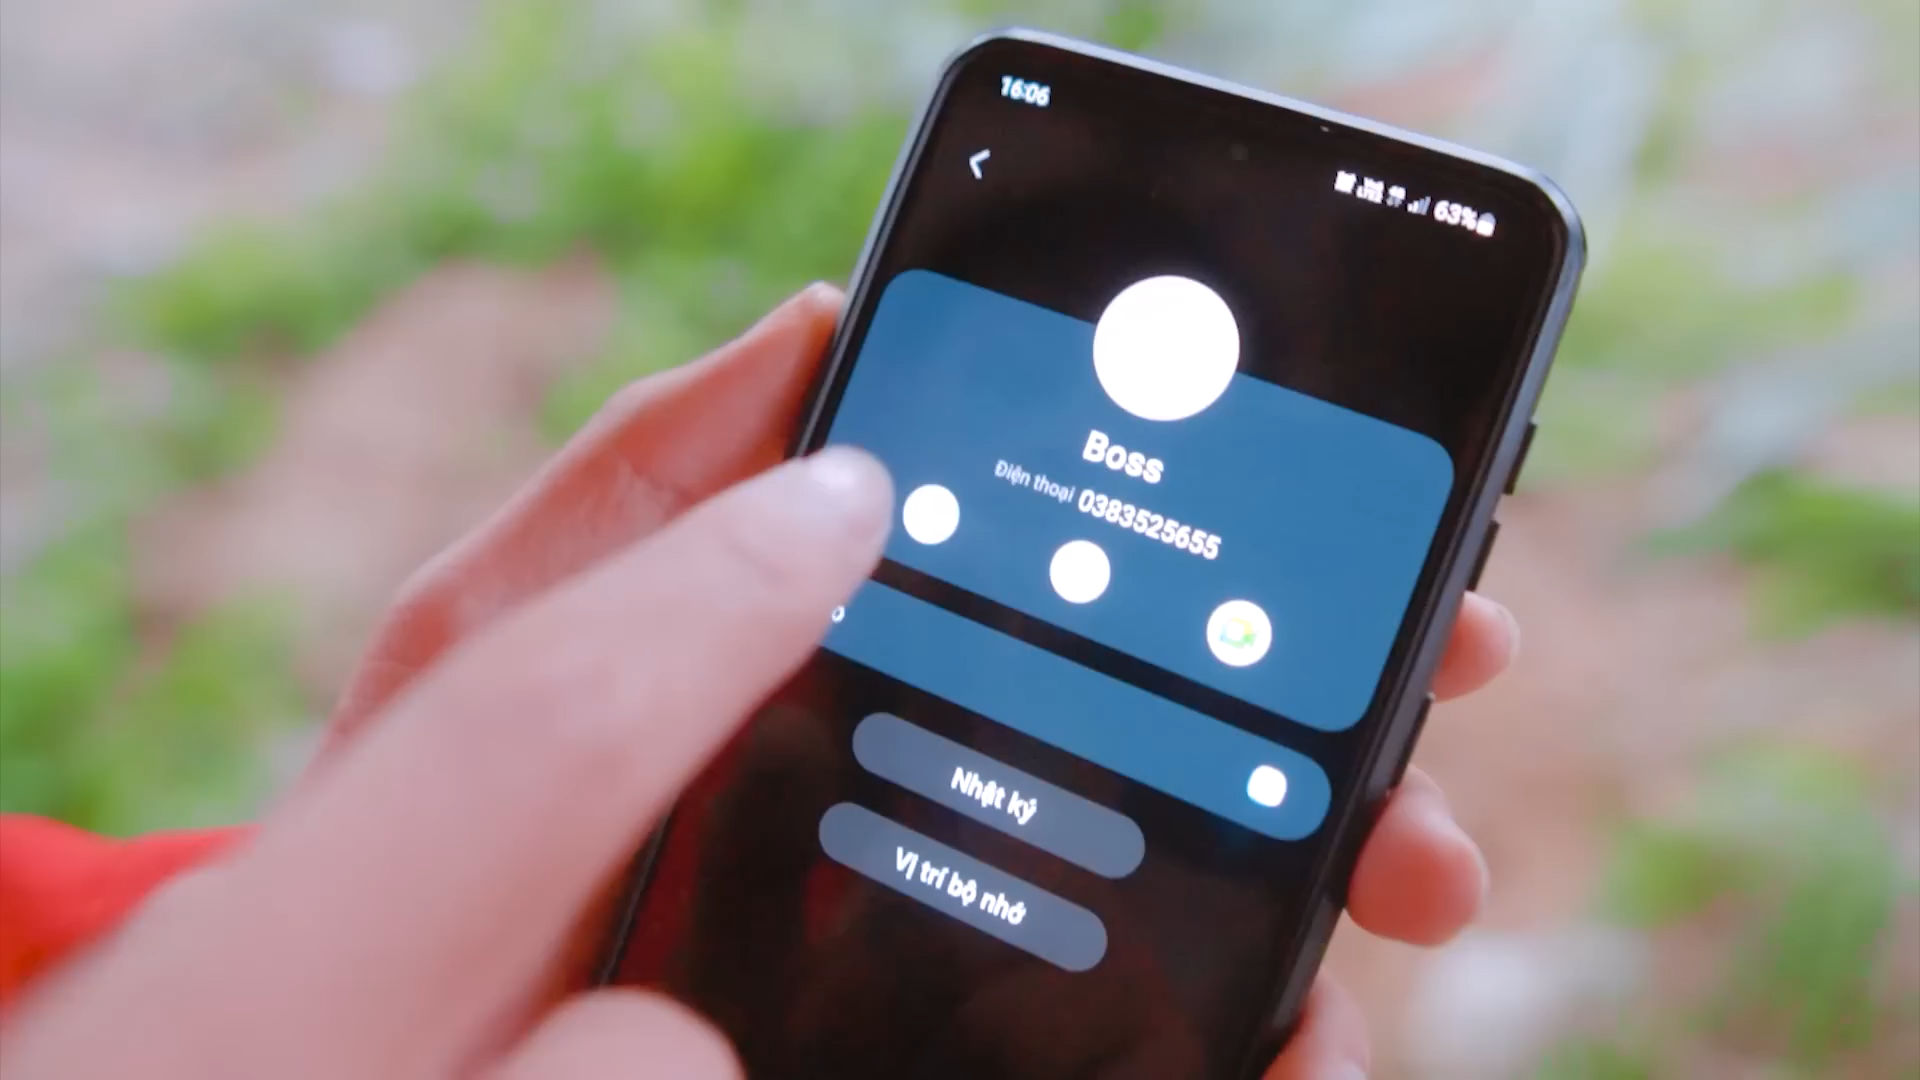 16:06
63%
Boss
Điện thoại 0383525655
Nhật ký
Vị trí bộ nhớ